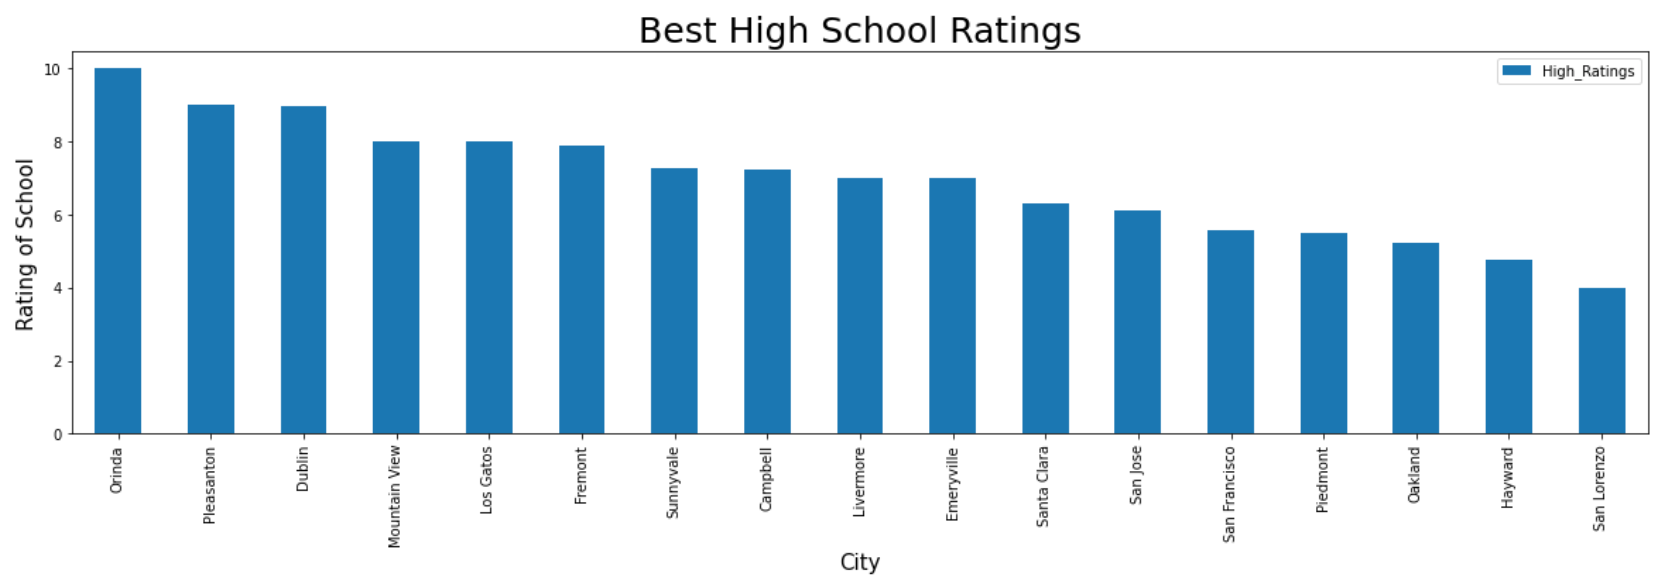 Best High School Ratings
High_Ratings
Rating of School
10
8
6
4
2
0
Orinda
Pleasanton
Dublin
Mountain View
Los Gatos
Fremont
Sunnyvale
Campbell
Livermore
Emeryville
Santa Clara
San Jose
San Francisco
Piedmont
Oakland
Hayward
San Lorenzo
City